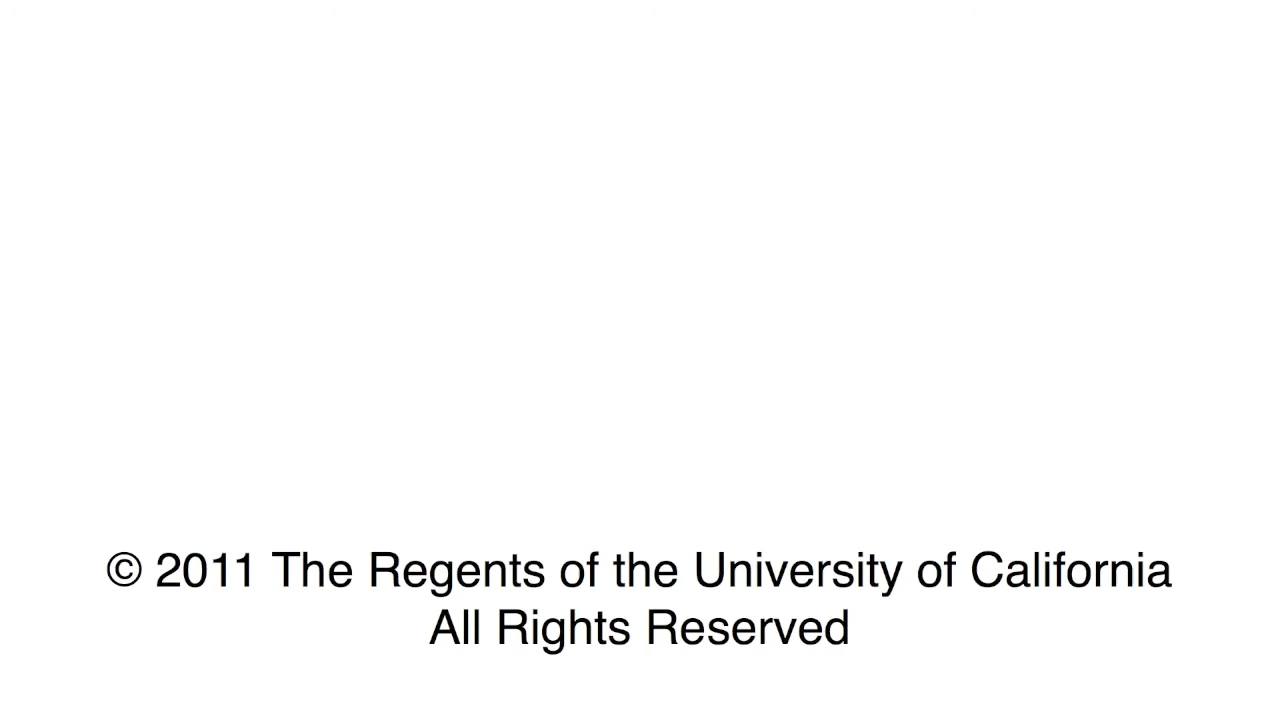 © 2011 The Regents of the University of California
All Rights Reserved